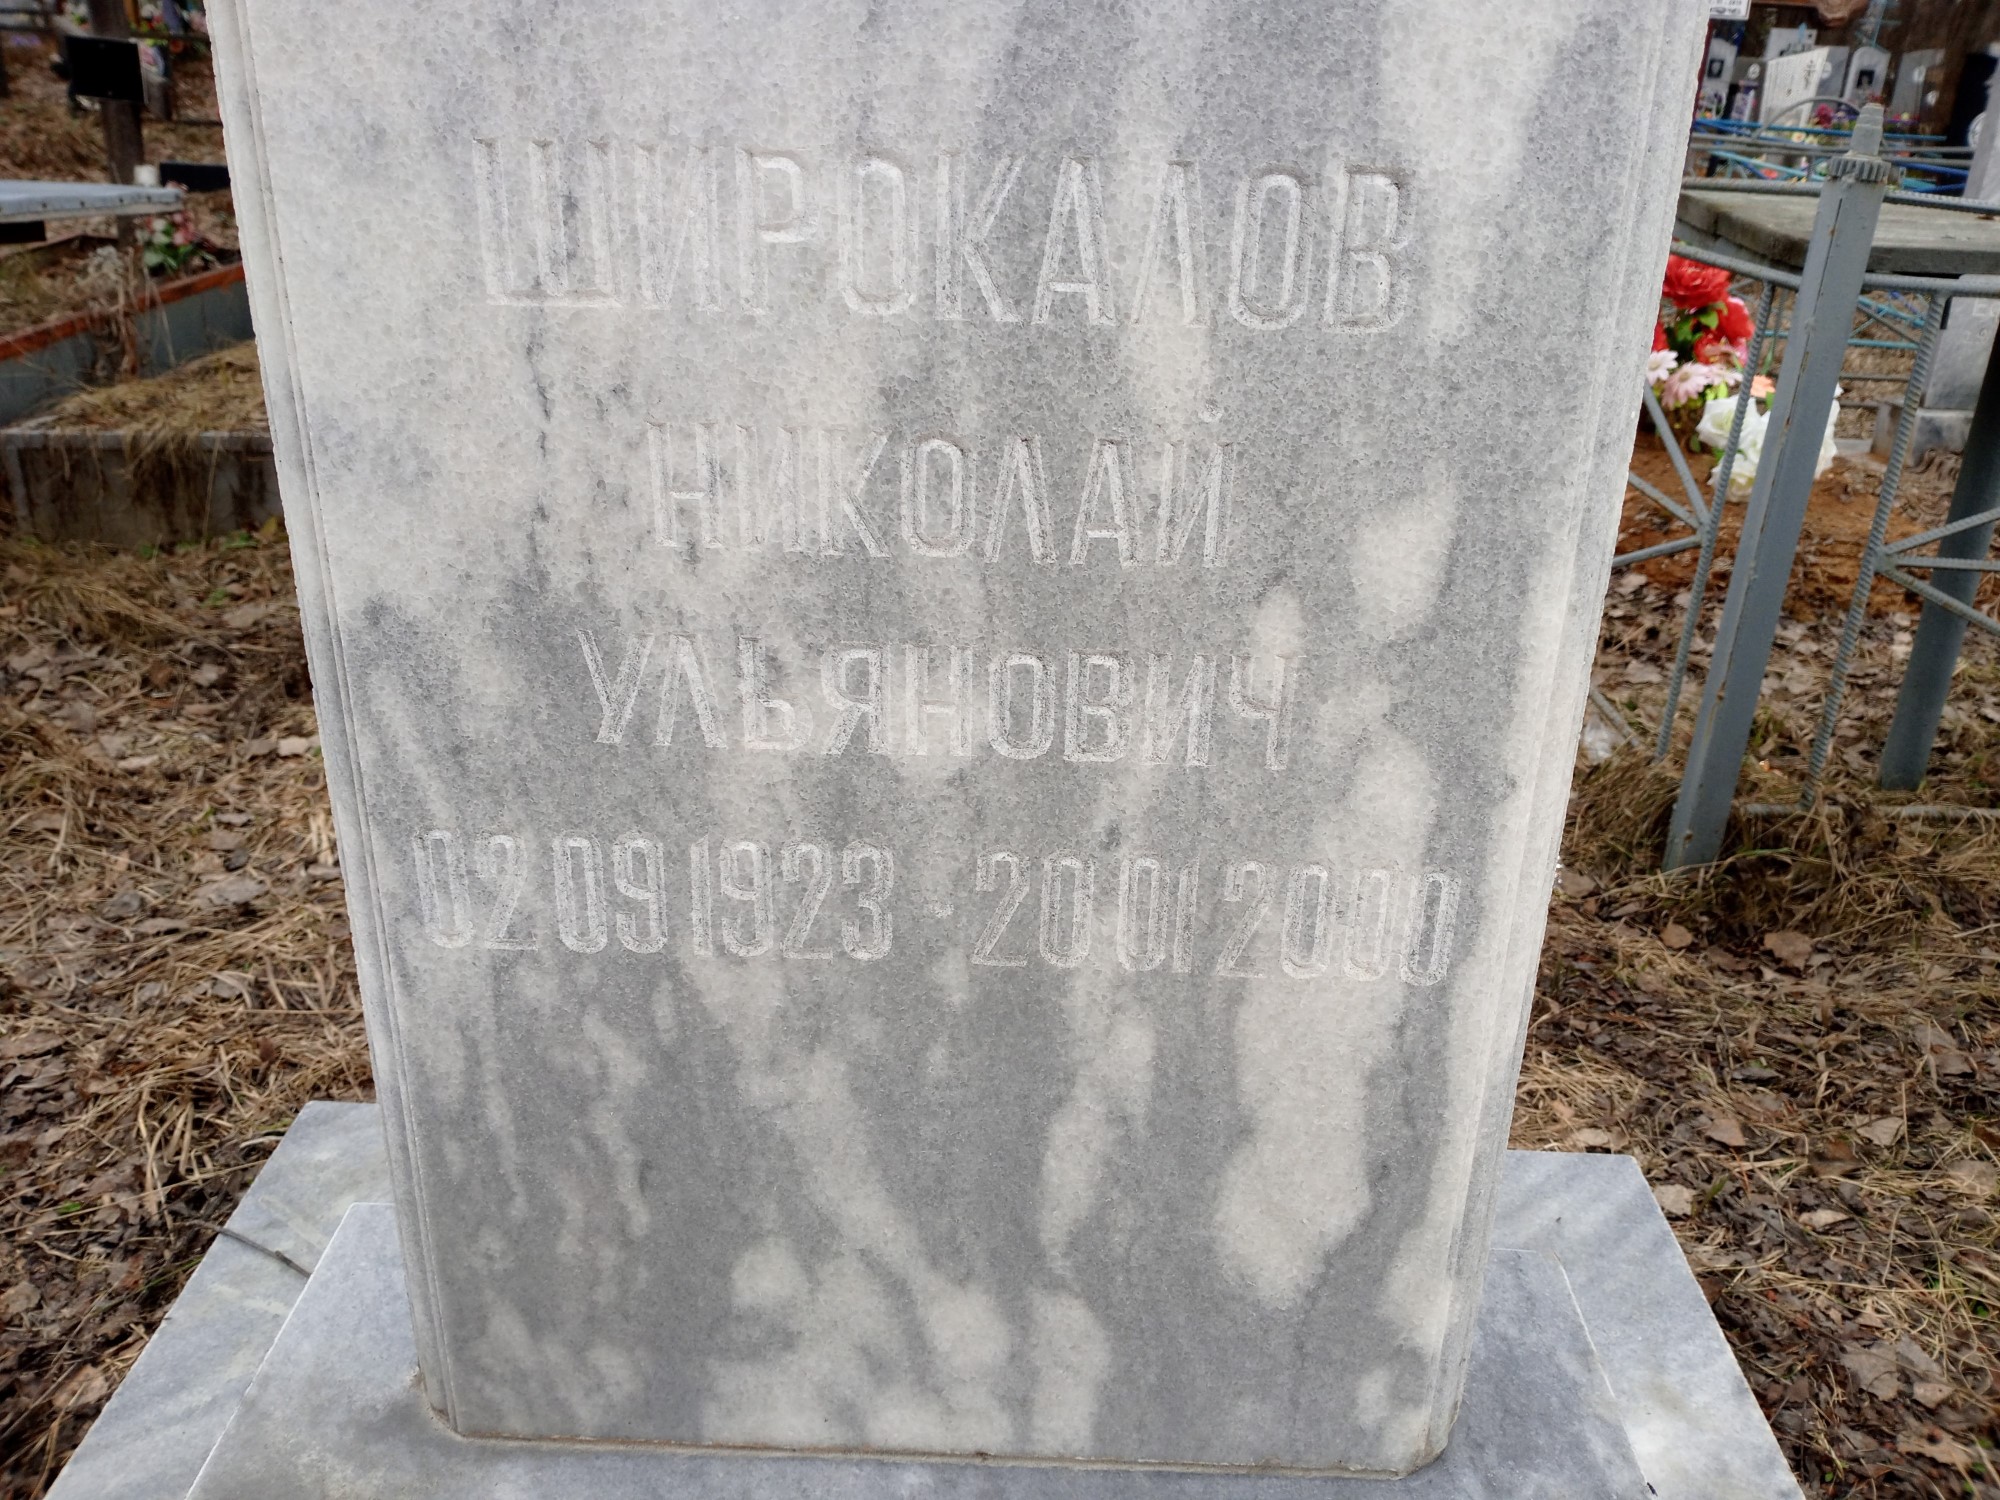 ШИРОКАЛОВ
НИКОЛАЙ
УЛЬЯНОВИЧ
02 09 1923 - 20 01 2000